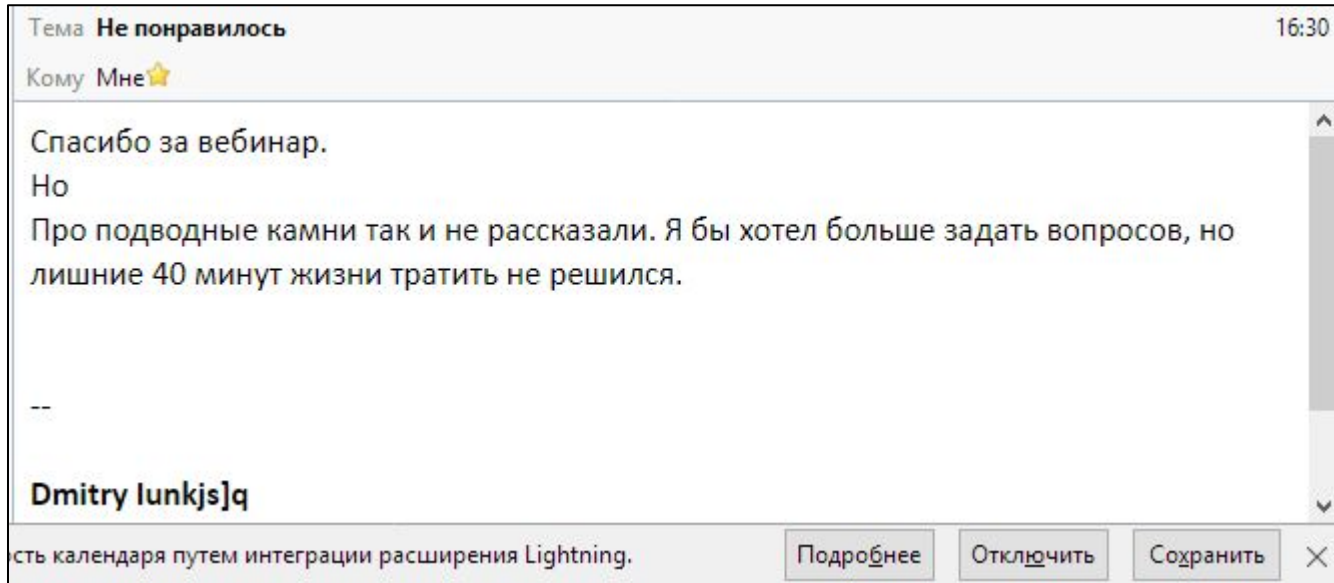 Тема Не понравилось 16:30
Кому Мне
Спасибо за вебинар.
Но
Про подводные камни так и не рассказали. Я бы хотел больше задать вопросов, но
лишние 40 минут жизни тратить не решился.
--
Dmitry Iunkjs]q
ость календаря путем интеграции расширения Lightning. Подробнее Отключить Сохранить